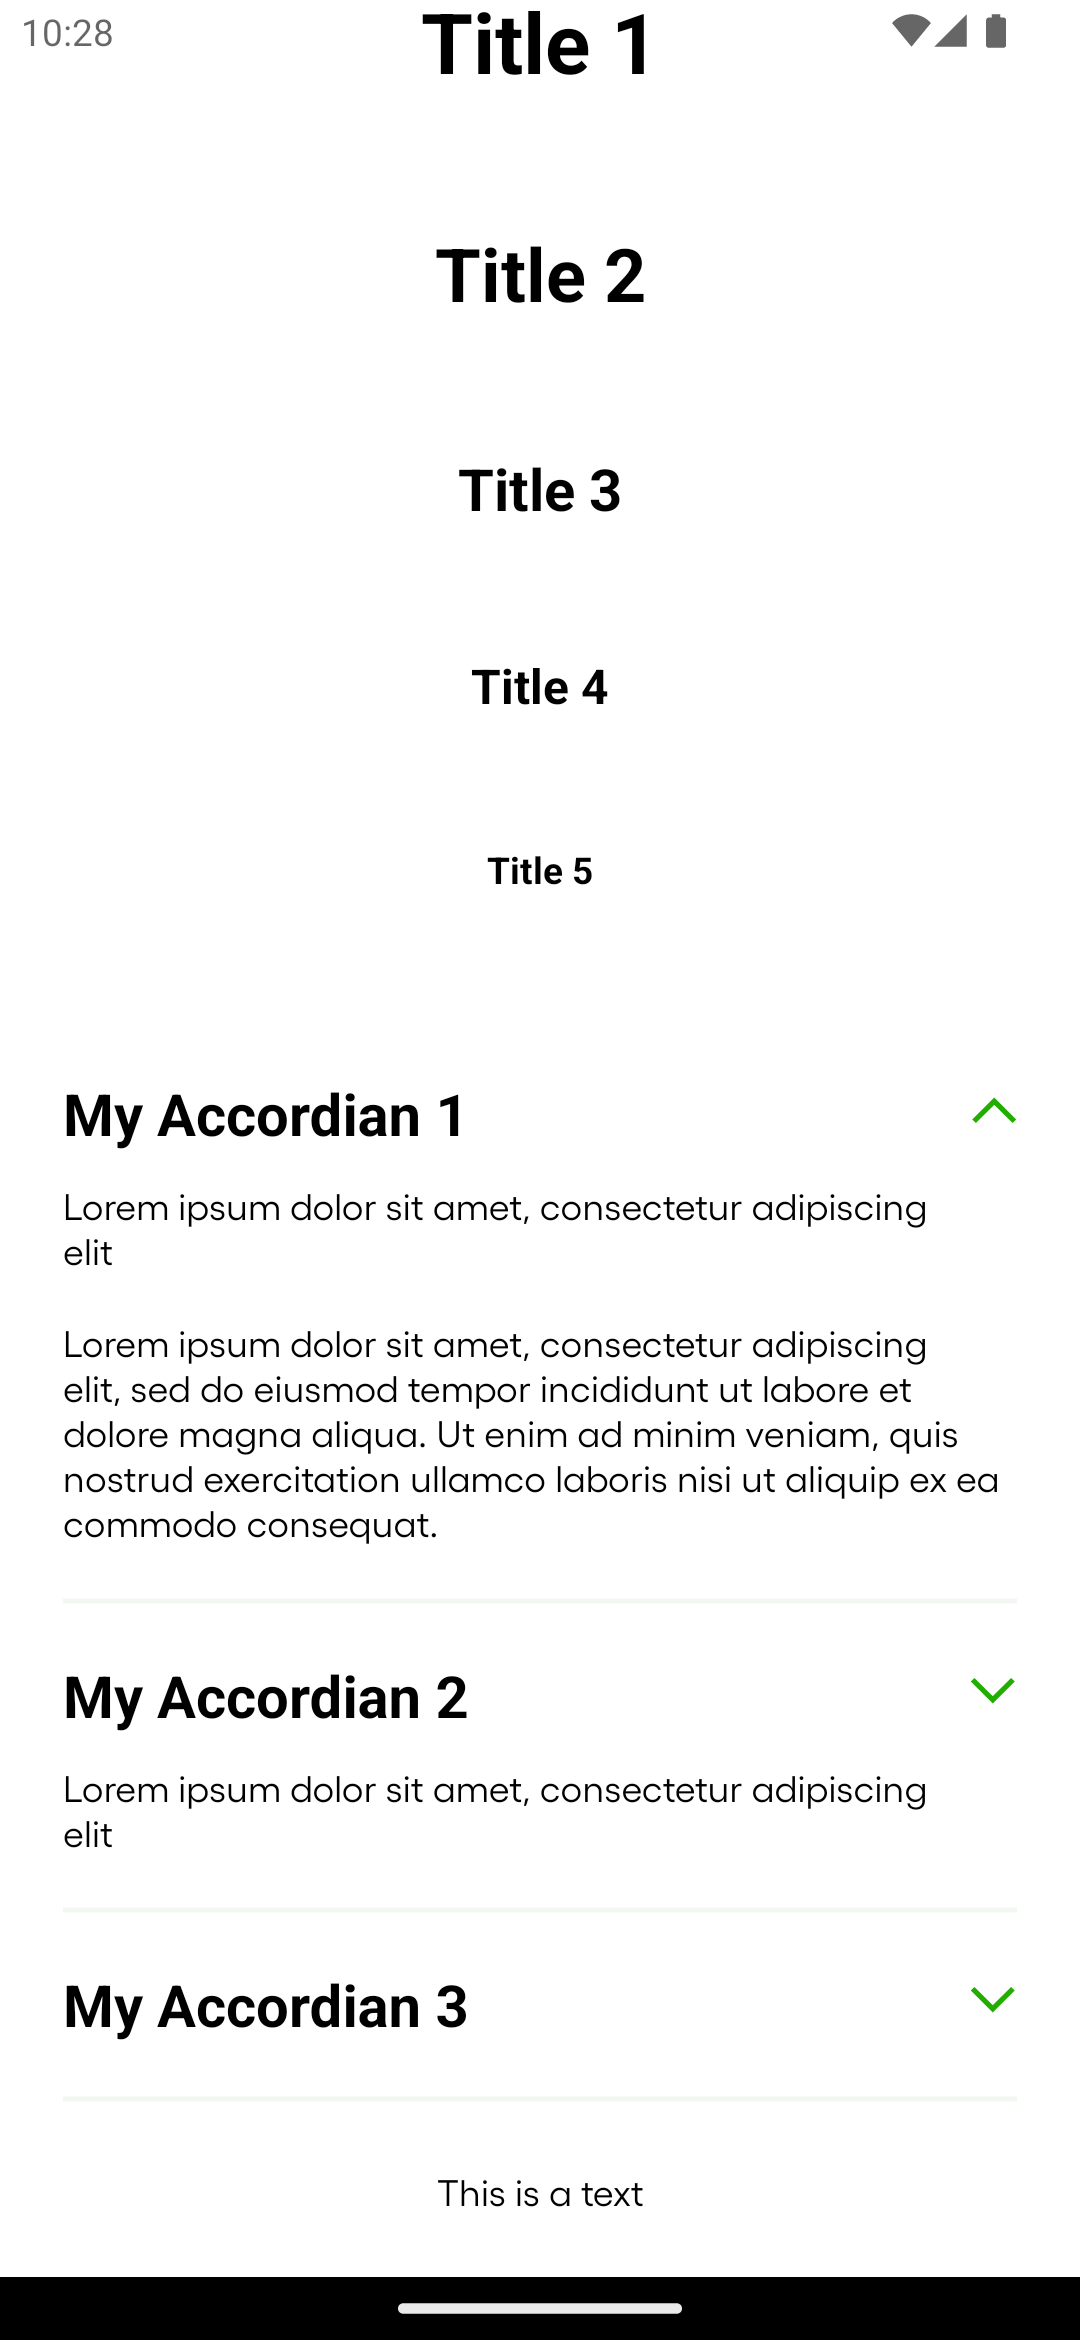 10:28
Title 1
Title 2
Title 3
Title 4
Title 5
My Accordian 1
Lorem ipsum dolor sit amet, consectetur adipiscing
elit
Lorem ipsum dolor sit amet, consectetur adipiscing
elit, sed do eiusmod tempor incididunt ut labore et
dolore magna aliqua. Ut enim ad minim veniam, quis
nostrud exercitation ullamco laboris nisi ut aliquip ex ea
commodo consequat.
My Accordian 2
Lorem ipsum dolor sit amet, consectetur adipiscing
elit
My Accordian 3
This is a text